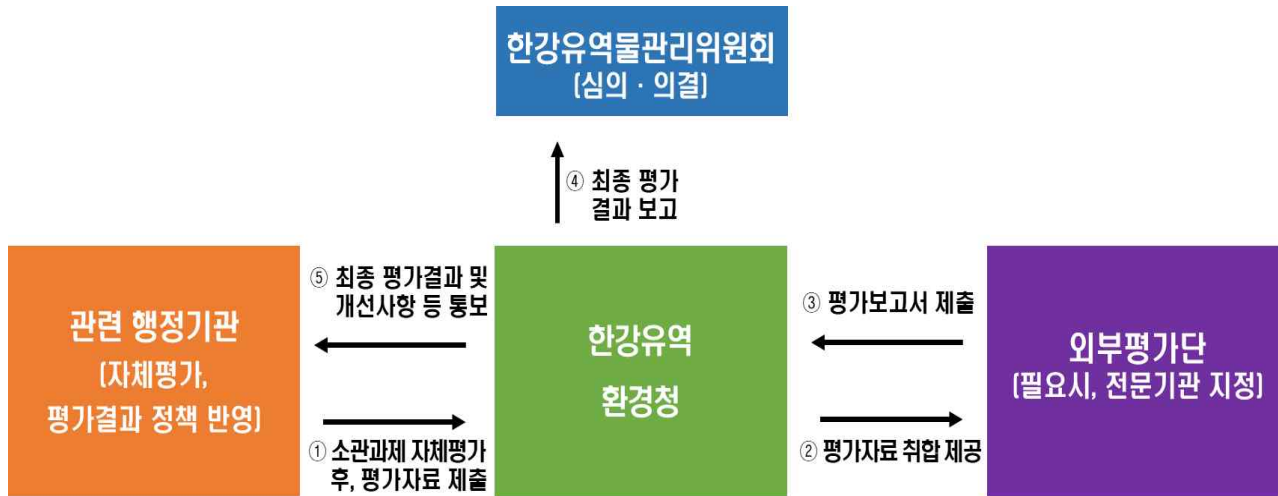 한강유역물관리위원회
(심의 · 의결)
④ 최종 평가
결과 보고
관련 행정기관
(자체평가,
평가결과 정책 반영)
⑤ 최종 평가결과 및
개선사항 등 통보
① 소관과제 자체평가
후, 평가자료 제출
한강유역
환경청
③ 평가보고서 제출
② 평가자료 취합 제공
외부평가단
(필요시, 전문기관 지정)